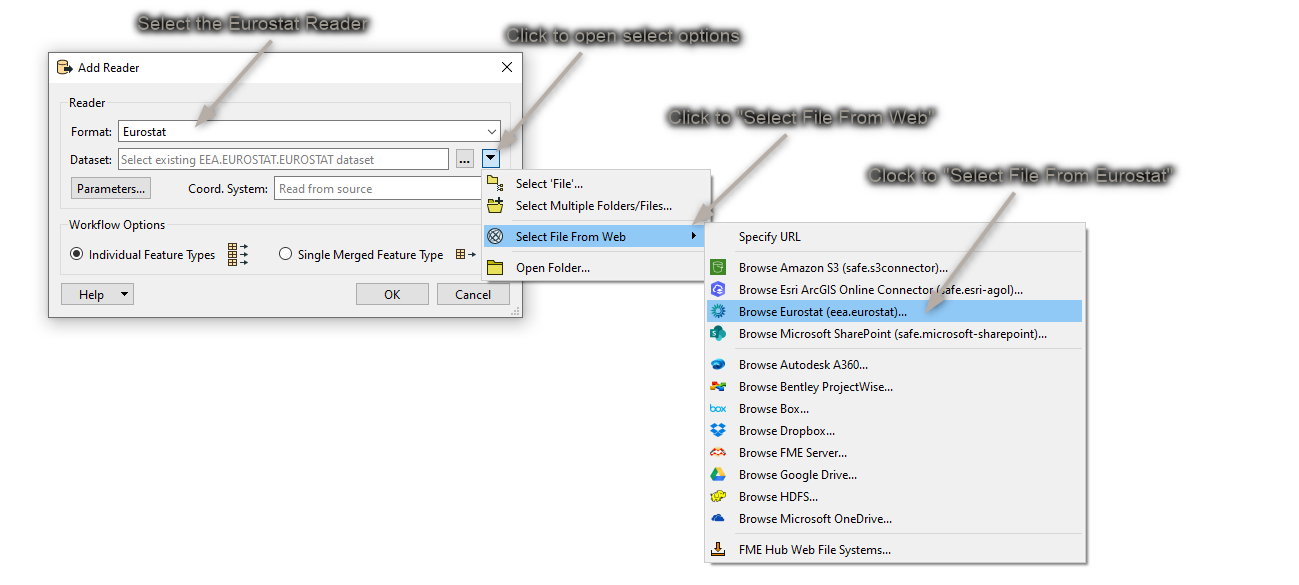 Select the Eurostat Reader
Click to open select options
Add Reader
Reader
Format: Eurostat
Dataset: Select existing EEA.EUROSTAT.EUROSTAT dataset ...
Parameters... Coord. System: Read from source
Workflow Options
Individual Feature Types Single Merged Feature Type
Help OK Cancel
Click to "Select File From Web"
Select 'File'...
Select Multiple Folders/Files...
Select File From Web
Open Folder...
Clock to "Select File From Eurostat"
Specify URL
Browse Amazon S3 (safe.s3connector)...
Browse Esri ArcGIS Online Connector (safe.esri-agol)...
Browse Eurostat (eea.eurostat)...
Browse Microsoft SharePoint (safe.microsoft-sharepoint)...
Browse Autodesk A360...
Browse Bentley ProjectWise...
box Browse Box...
Browse Dropbox...
Browse FME Server...
Browse Google Drive...
Browse HDFS...
Browse Microsoft OneDrive...
FME Hub Web File Systems...